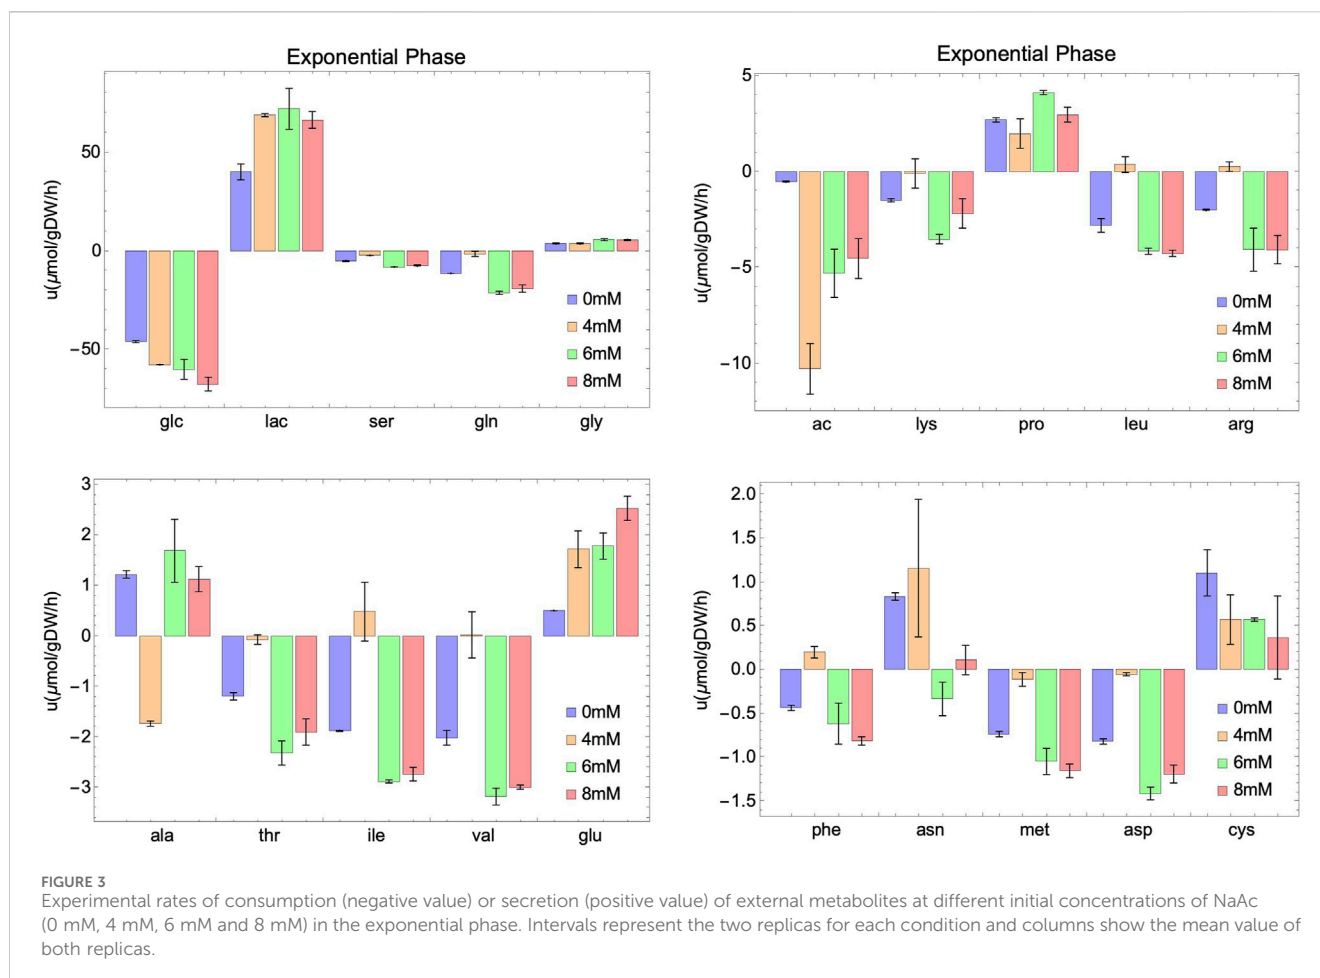 Exponential Phase
50
0
−50
u(μmol/gDW/h)
0mM
4mM
6mM
8mM
glc lac ser gln gly
Exponential Phase
5
0
−5
−10
u(μmol/gDW/h)
0mM
4mM
6mM
8mM
ac lys pro leu arg
3
2
1
0
−1
−2
−3
u(μmol/gDW/h)
0mM
4mM
6mM
8mM
ala thr ile val glu
2.0
1.5
1.0
0.5
0.0
−0.5
−1.0
−1.5
u(μmol/gDW/h)
0mM
4mM
6mM
8mM
phe asn met asp cys
FIGURE 3
Experimental rates of consumption (negative value) or secretion (positive value) of external metabolites at different initial concentrations of NaAc
(0 mM, 4 mM, 6 mM and 8 mM) in the exponential phase. Intervals represent the two replicas for each condition and columns show the mean value of
both replicas.